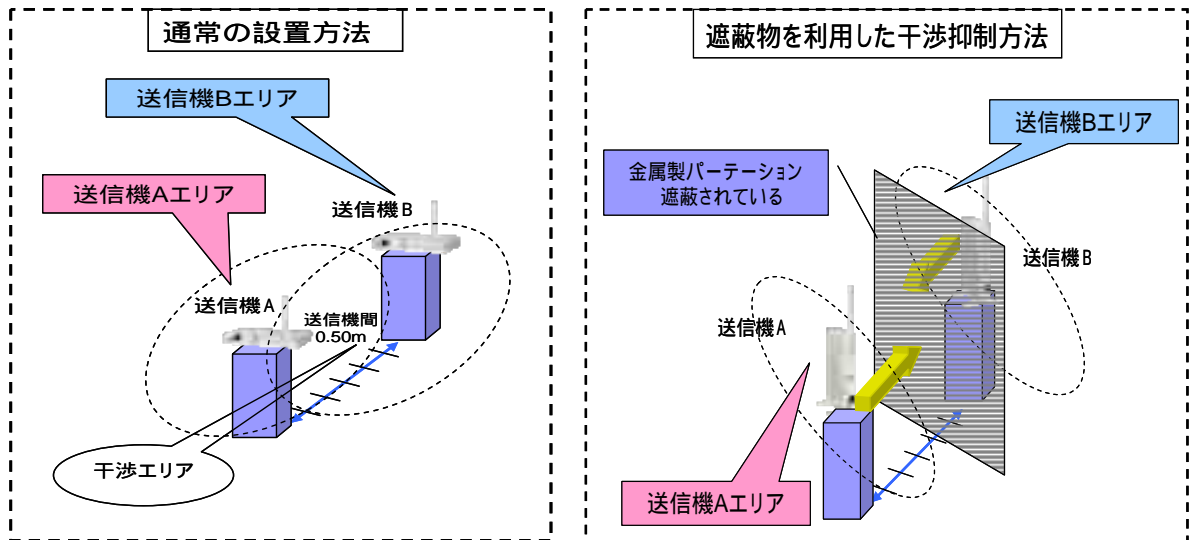 通常の設置方法
送信機Bエリア
送信機Aエリア
送信機B
送信機A
送信機間
0.50m
干渉エリア
遮蔽物を利用した干渉抑制方法
送信機Bエリア
金属製パーテーション
遮蔽されている
送信機B
送信機A
送信機Aエリア